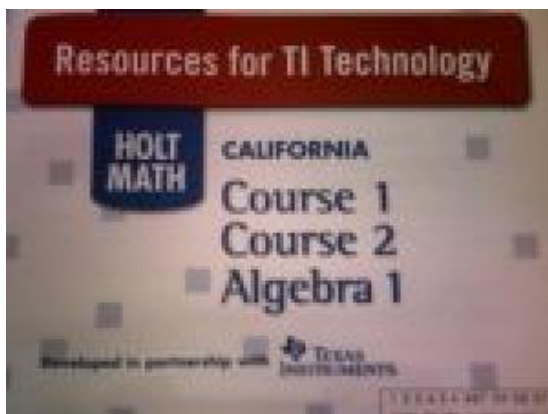 Resources for TI Technology
HOLT
MATH
CALIFORNIA
Course 1
Course 2
Algebra 1
Developed in partnership with
TEXAS
INSTRUMENTS